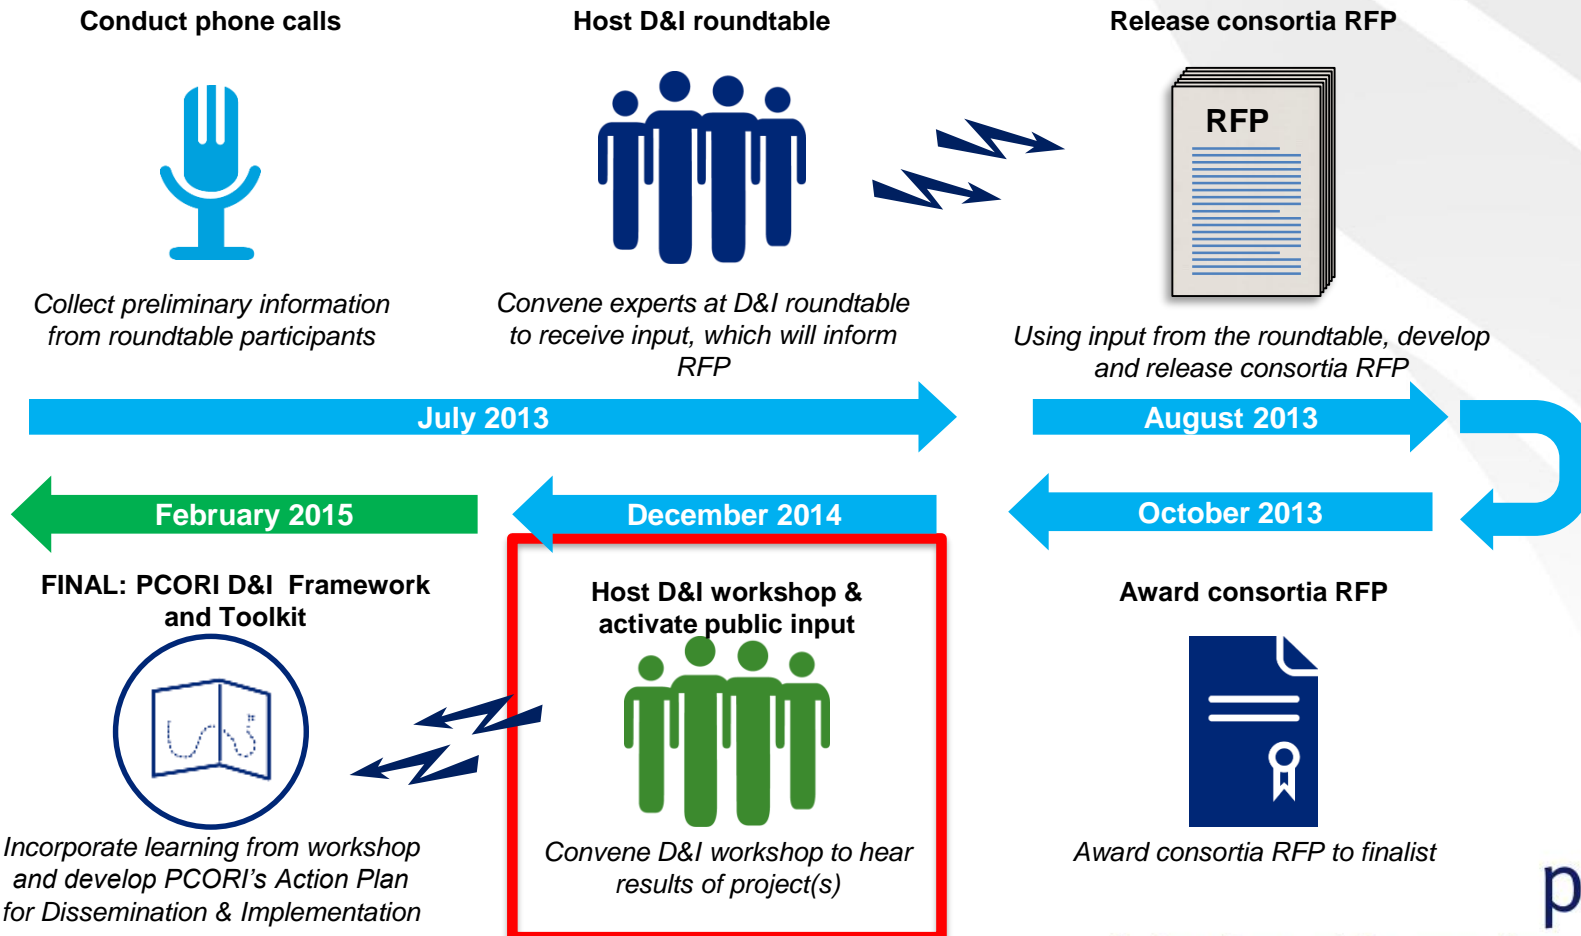 Conduct phone calls
Host D&I roundtable
Release consortia RFP
RFP
Collect preliminary information
from roundtable participants
Convene experts at D&I roundtable
to receive input, which will inform
RFP
Using input from the roundtable, develop
and release consortia RFP
July 2013
August 2013
October 2013
December 2014
February 2015
Award consortia RFP
Award consortia RFP to finalist
Host D&I workshop &
activate public input
Convene D&I workshop to hear
results of project(s)
FINAL: PCORI D&I Framework
and Toolkit
Incorporate learning from workshop
and develop PCORI's Action Plan
for Dissemination & Implementation
p